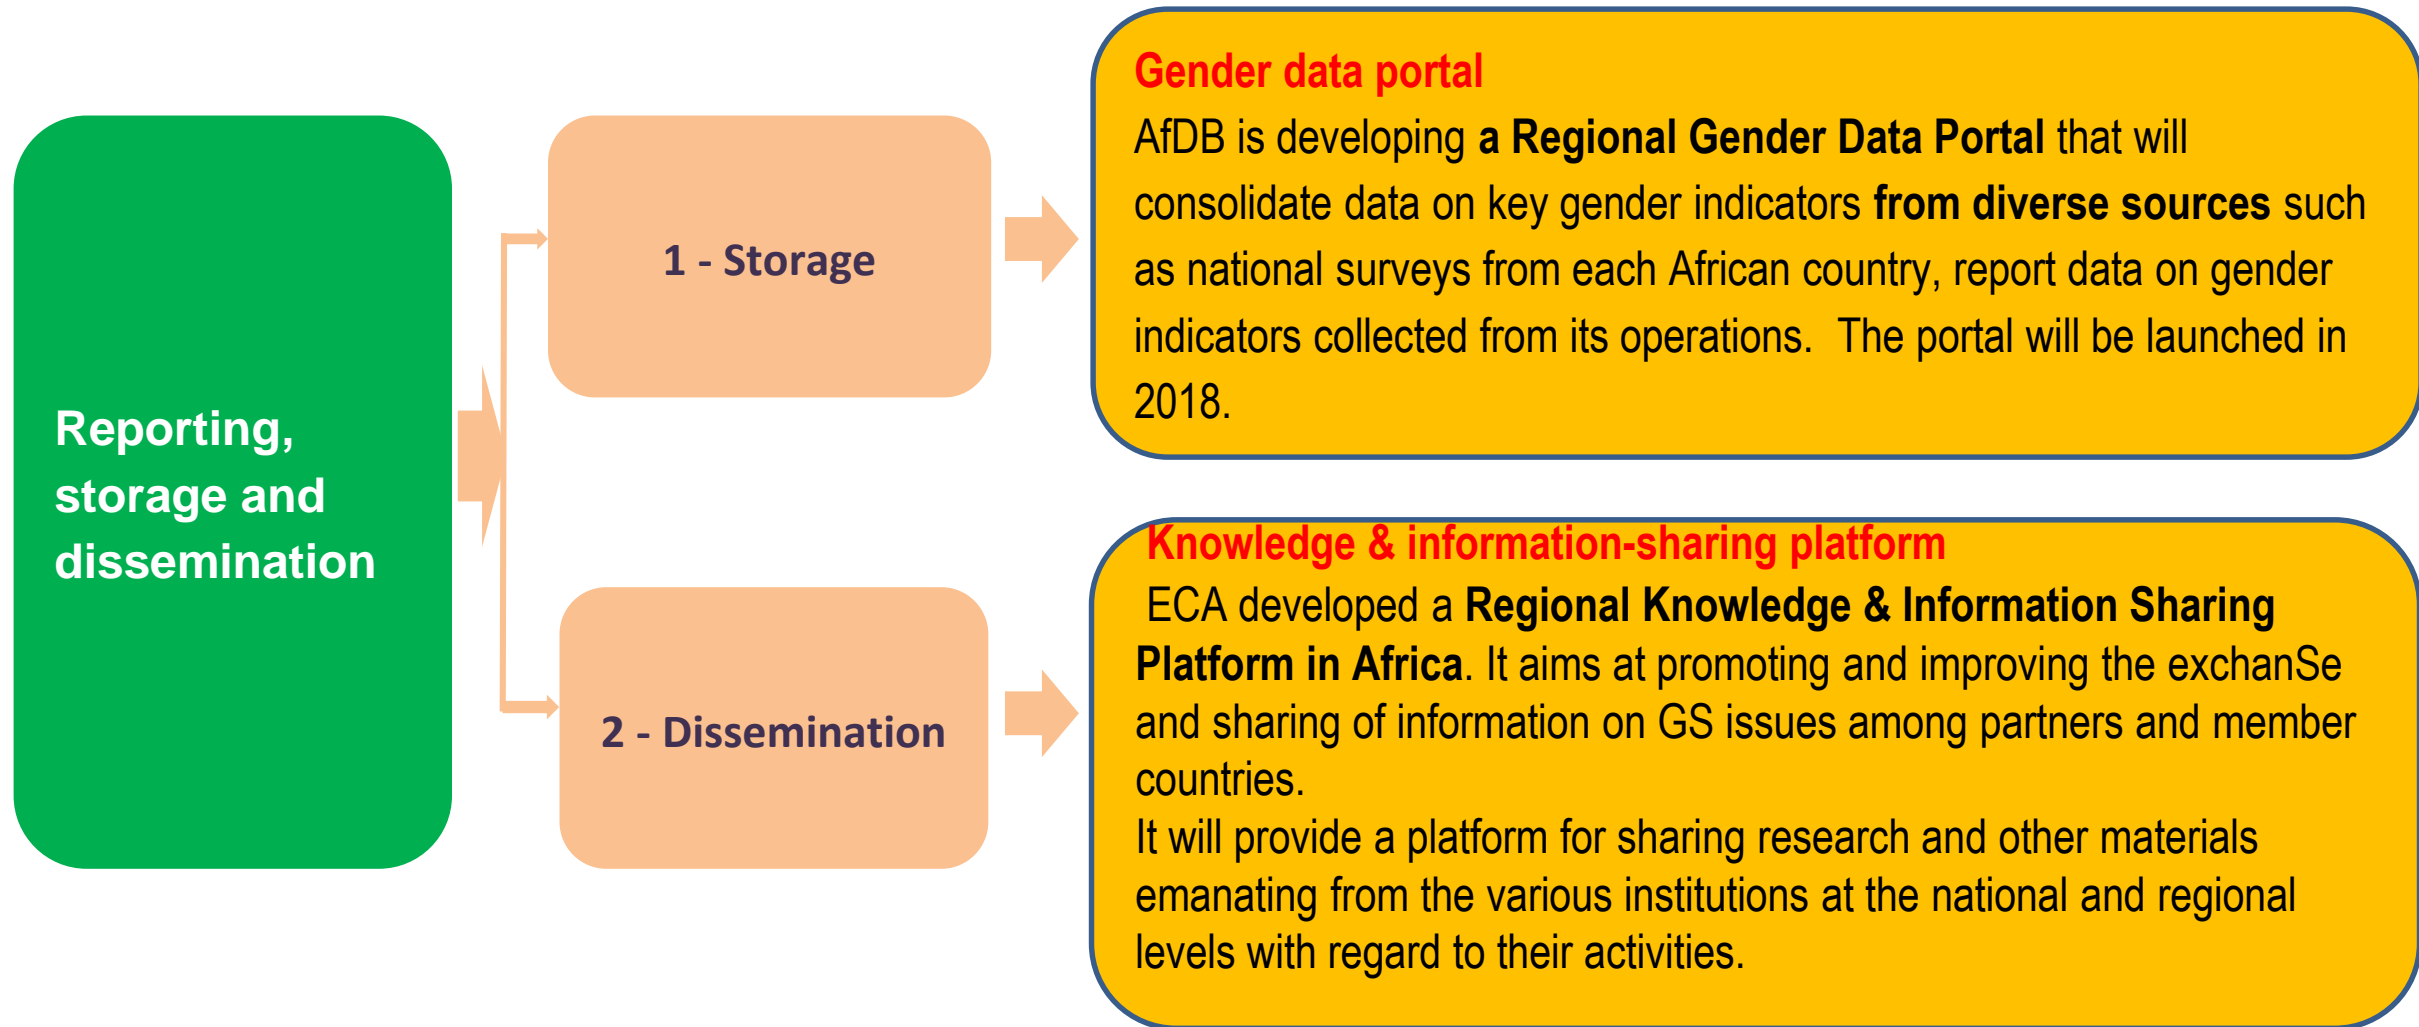 Reporting,
storage and
dissemination
1 - Storage
Gender data portal
AfDB is developing a Regional Gender Data Portal that will
consolidate data on key gender indicators from diverse sources such
as national surveys from each African country, report data on gender
indicators collected from its operations.  The portal will be launched in
2018.
2 - Dissemination
Knowledge & information-sharing platform
ECA developed a Regional Knowledge & Information Sharing
Platform in Africa. It aims at promoting and improving the exchanSe
and sharing of information on GS issues among partners and member
countries.
It will provide a platform for sharing research and other materials
emanating from the various institutions at the national and regional
levels with regard to their activities.